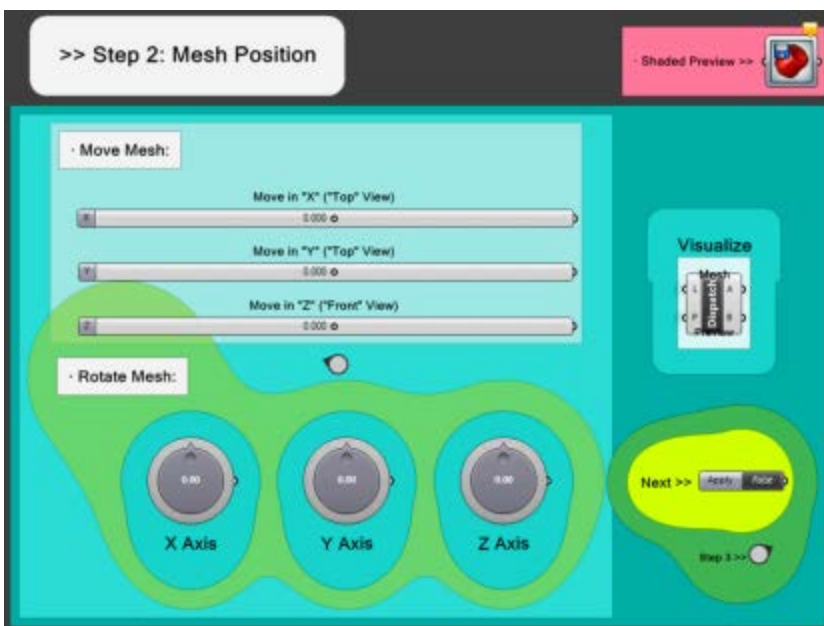 >> Step 2: Mesh Position
· Shaded Preview >>
· Move Mesh:
Move in "X" ("Top" View)
X 0.000
Move in "Y" ("Top" View)
Y 0.000
Move in "Z" ("Front" View)
Z 0.000
Visualize
Mesh
L A
Dispatch
P B
Preview
· Rotate Mesh:
0.00 0.00 0.00
X Axis Y Axis Z Axis
Next >> Apply False
Step 3 >>